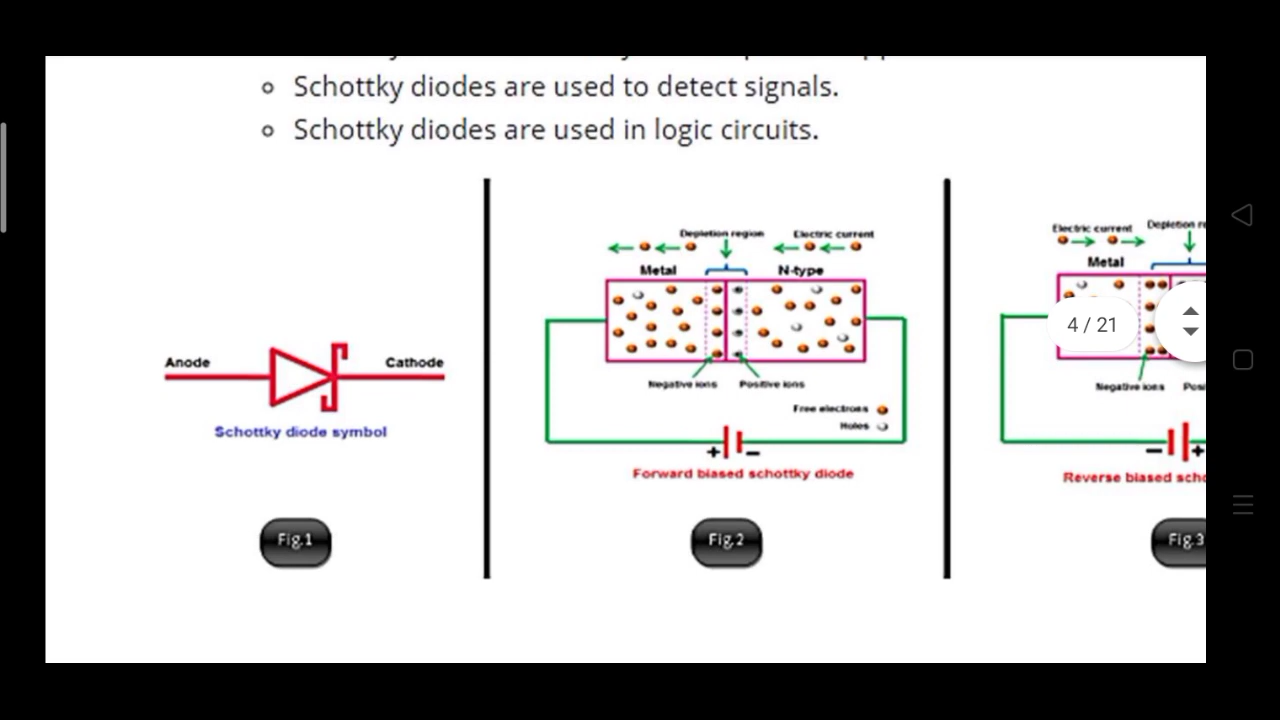 Schottky diodes are used to detect signals.
Schottky diodes are used in logic circuits.
Anode
Cathode
Schottky diode symbol
Fig.1
Depletion region
Electric current
Metal
N-type
Negative ions
Positive ions
Free electrons
Holes
+
−
Forward biased schottky diode
Fig.2
Electric current
Depletion
Metal
4 / 21
Negative ions
− +
Reverse biased
Fig.3